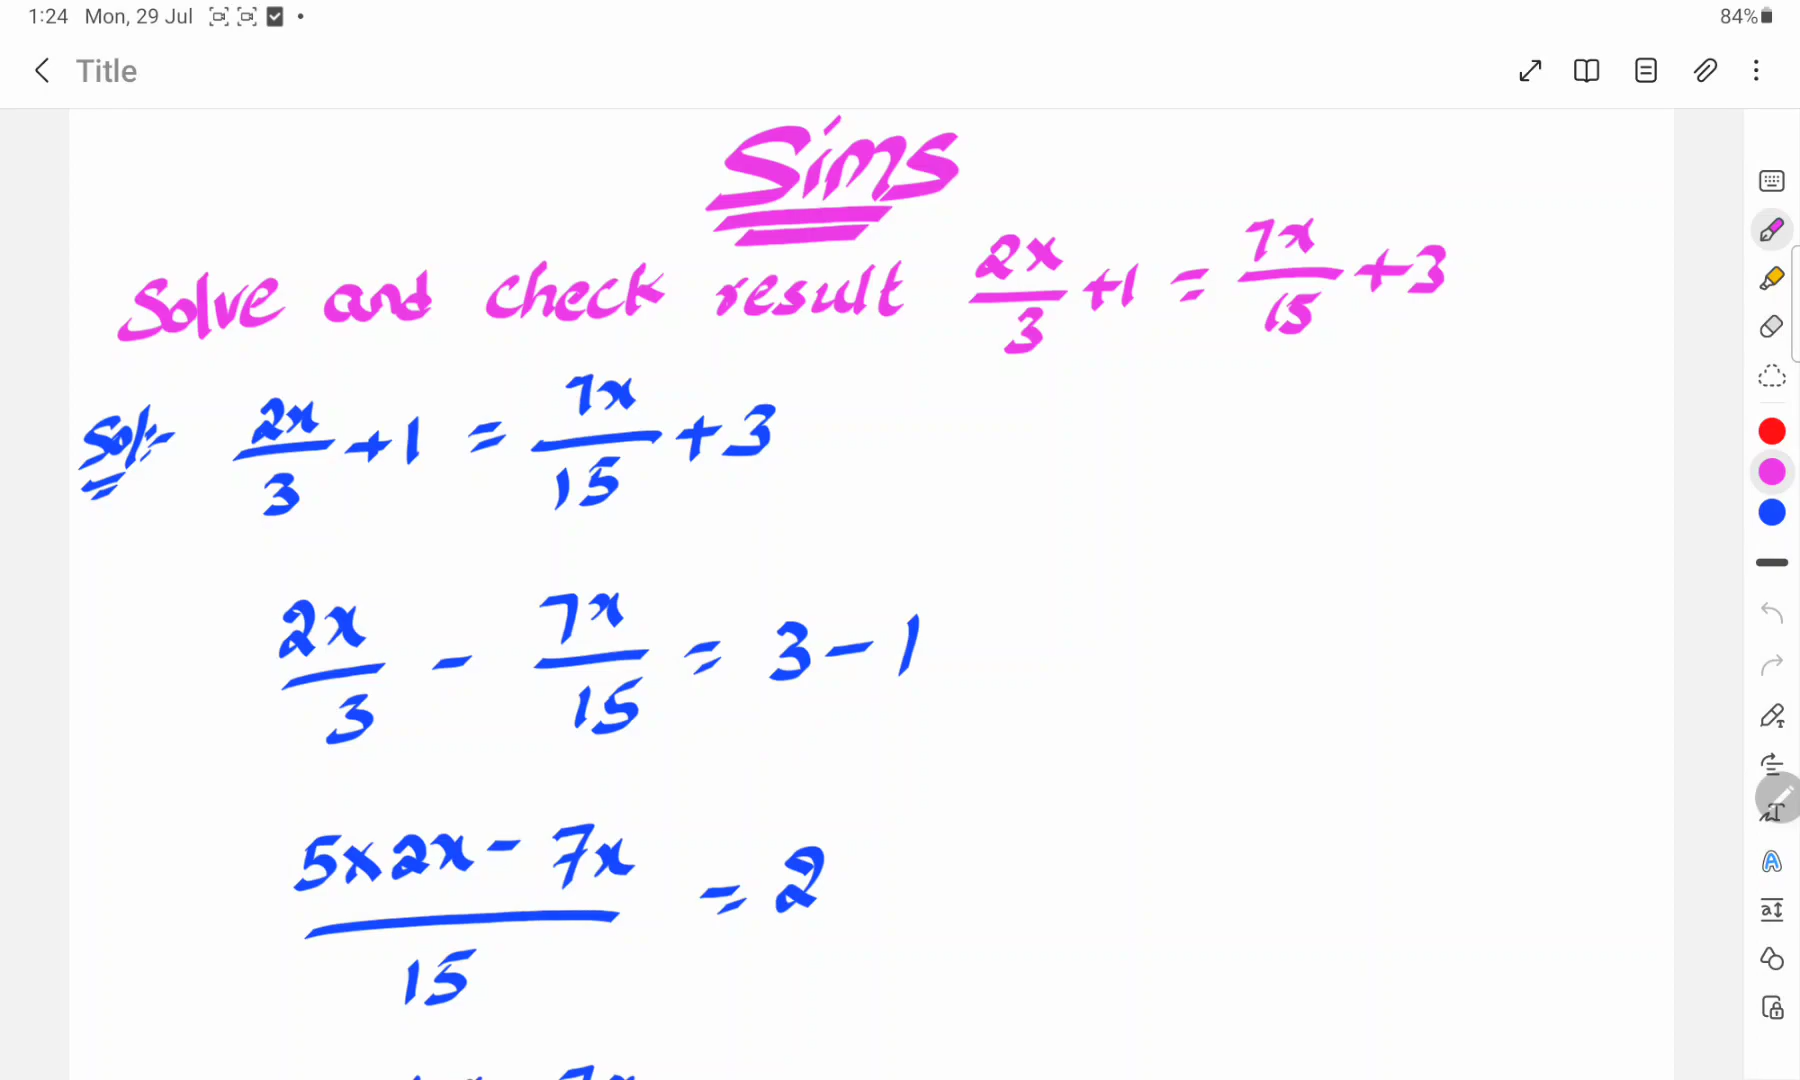 1:24 Mon, 29 Jul 84%
Title
Sims
Solve and check result 2x/3 + 1 = 7x/15 + 3
Sol:- 2x/3 + 1 = 7x/15 + 3
2x/3 - 7x/15 = 3 - 1
5x2x - 7x/15 = 2